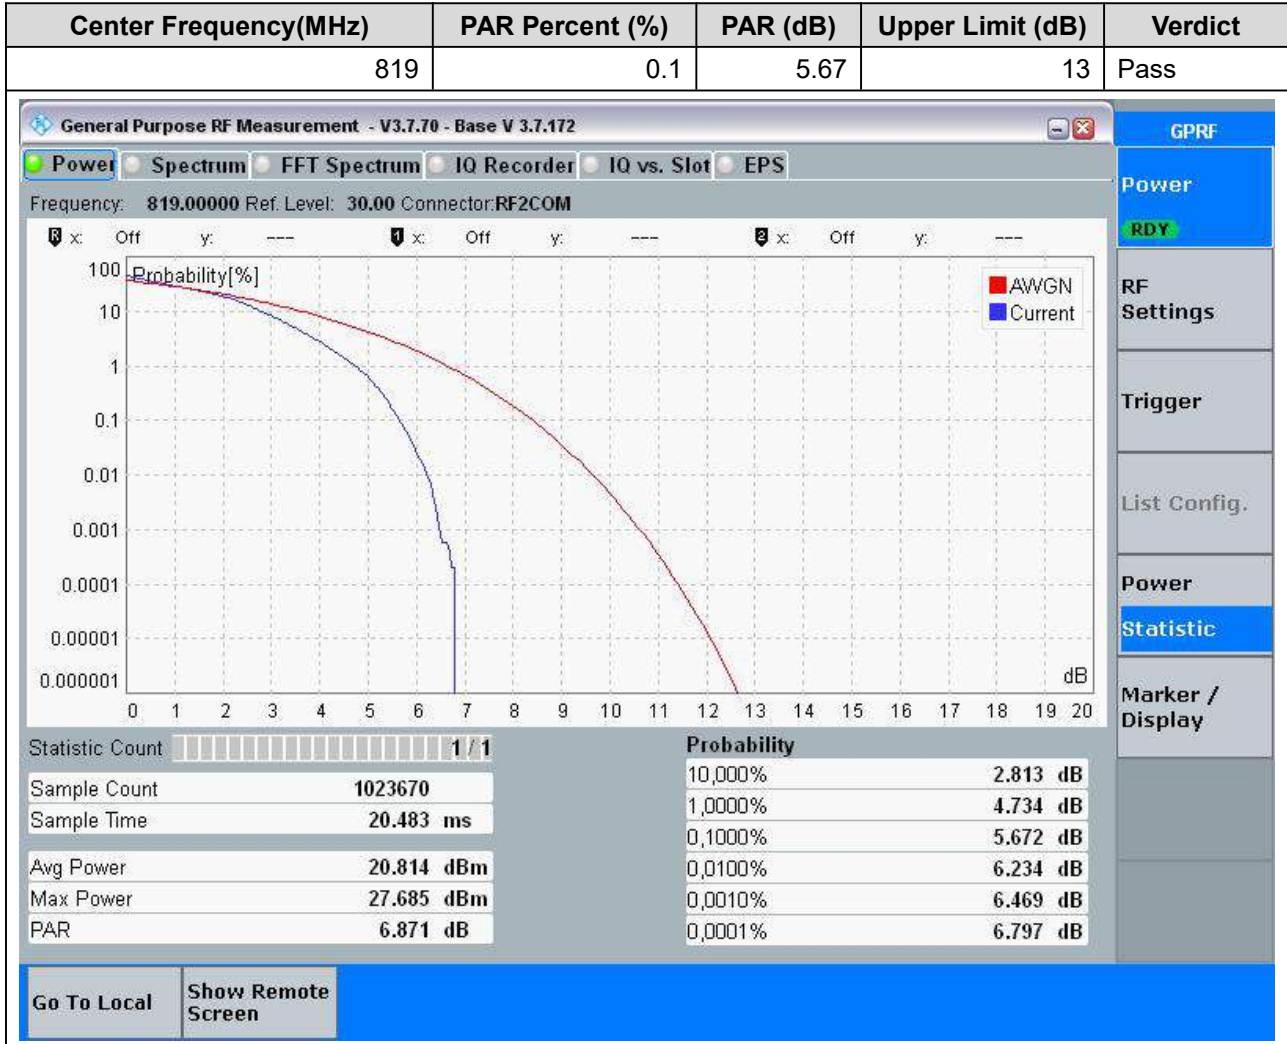 Center Frequency(MHz) PAR Percent (%) PAR (dB) Upper Limit (dB) Verdict
819 0.1 5.67 13 Pass
General Purpose RF Measurement - V3.7.70 - Base V 3.7.172
GPRF
Power Spectrum FFT Spectrum IQ Recorder IQ vs. Slot EPS
Frequency: 819.00000 Ref. Level: 30.00 Connector:RF2COM
R x: Off y: --- 1 x: Off y: --- 2 x: Off y: ---
Power
RDY
RF
Settings
Trigger
List Config.
Power
Statistic
Marker /
Display
Probability[%]
AWGN
Current
100
10
1
0.1
0.01
0.001
0.0001
0.00001
0.000001
dB
0 1 2 3 4 5 6 7 8 9 10 11 12 13 14 15 16 17 18 19 20
Statistic Count 1 / 1
Sample Count 1023670
Sample Time 20.483 ms
Avg Power 20.814 dBm
Max Power 27.685 dBm
PAR 6.871 dB
Probability
10,000% 2.813 dB
1,0000% 4.734 dB
0,1000% 5.672 dB
0,0100% 6.234 dB
0,0010% 6.469 dB
0,0001% 6.797 dB
Go To Local
Show Remote
Screen